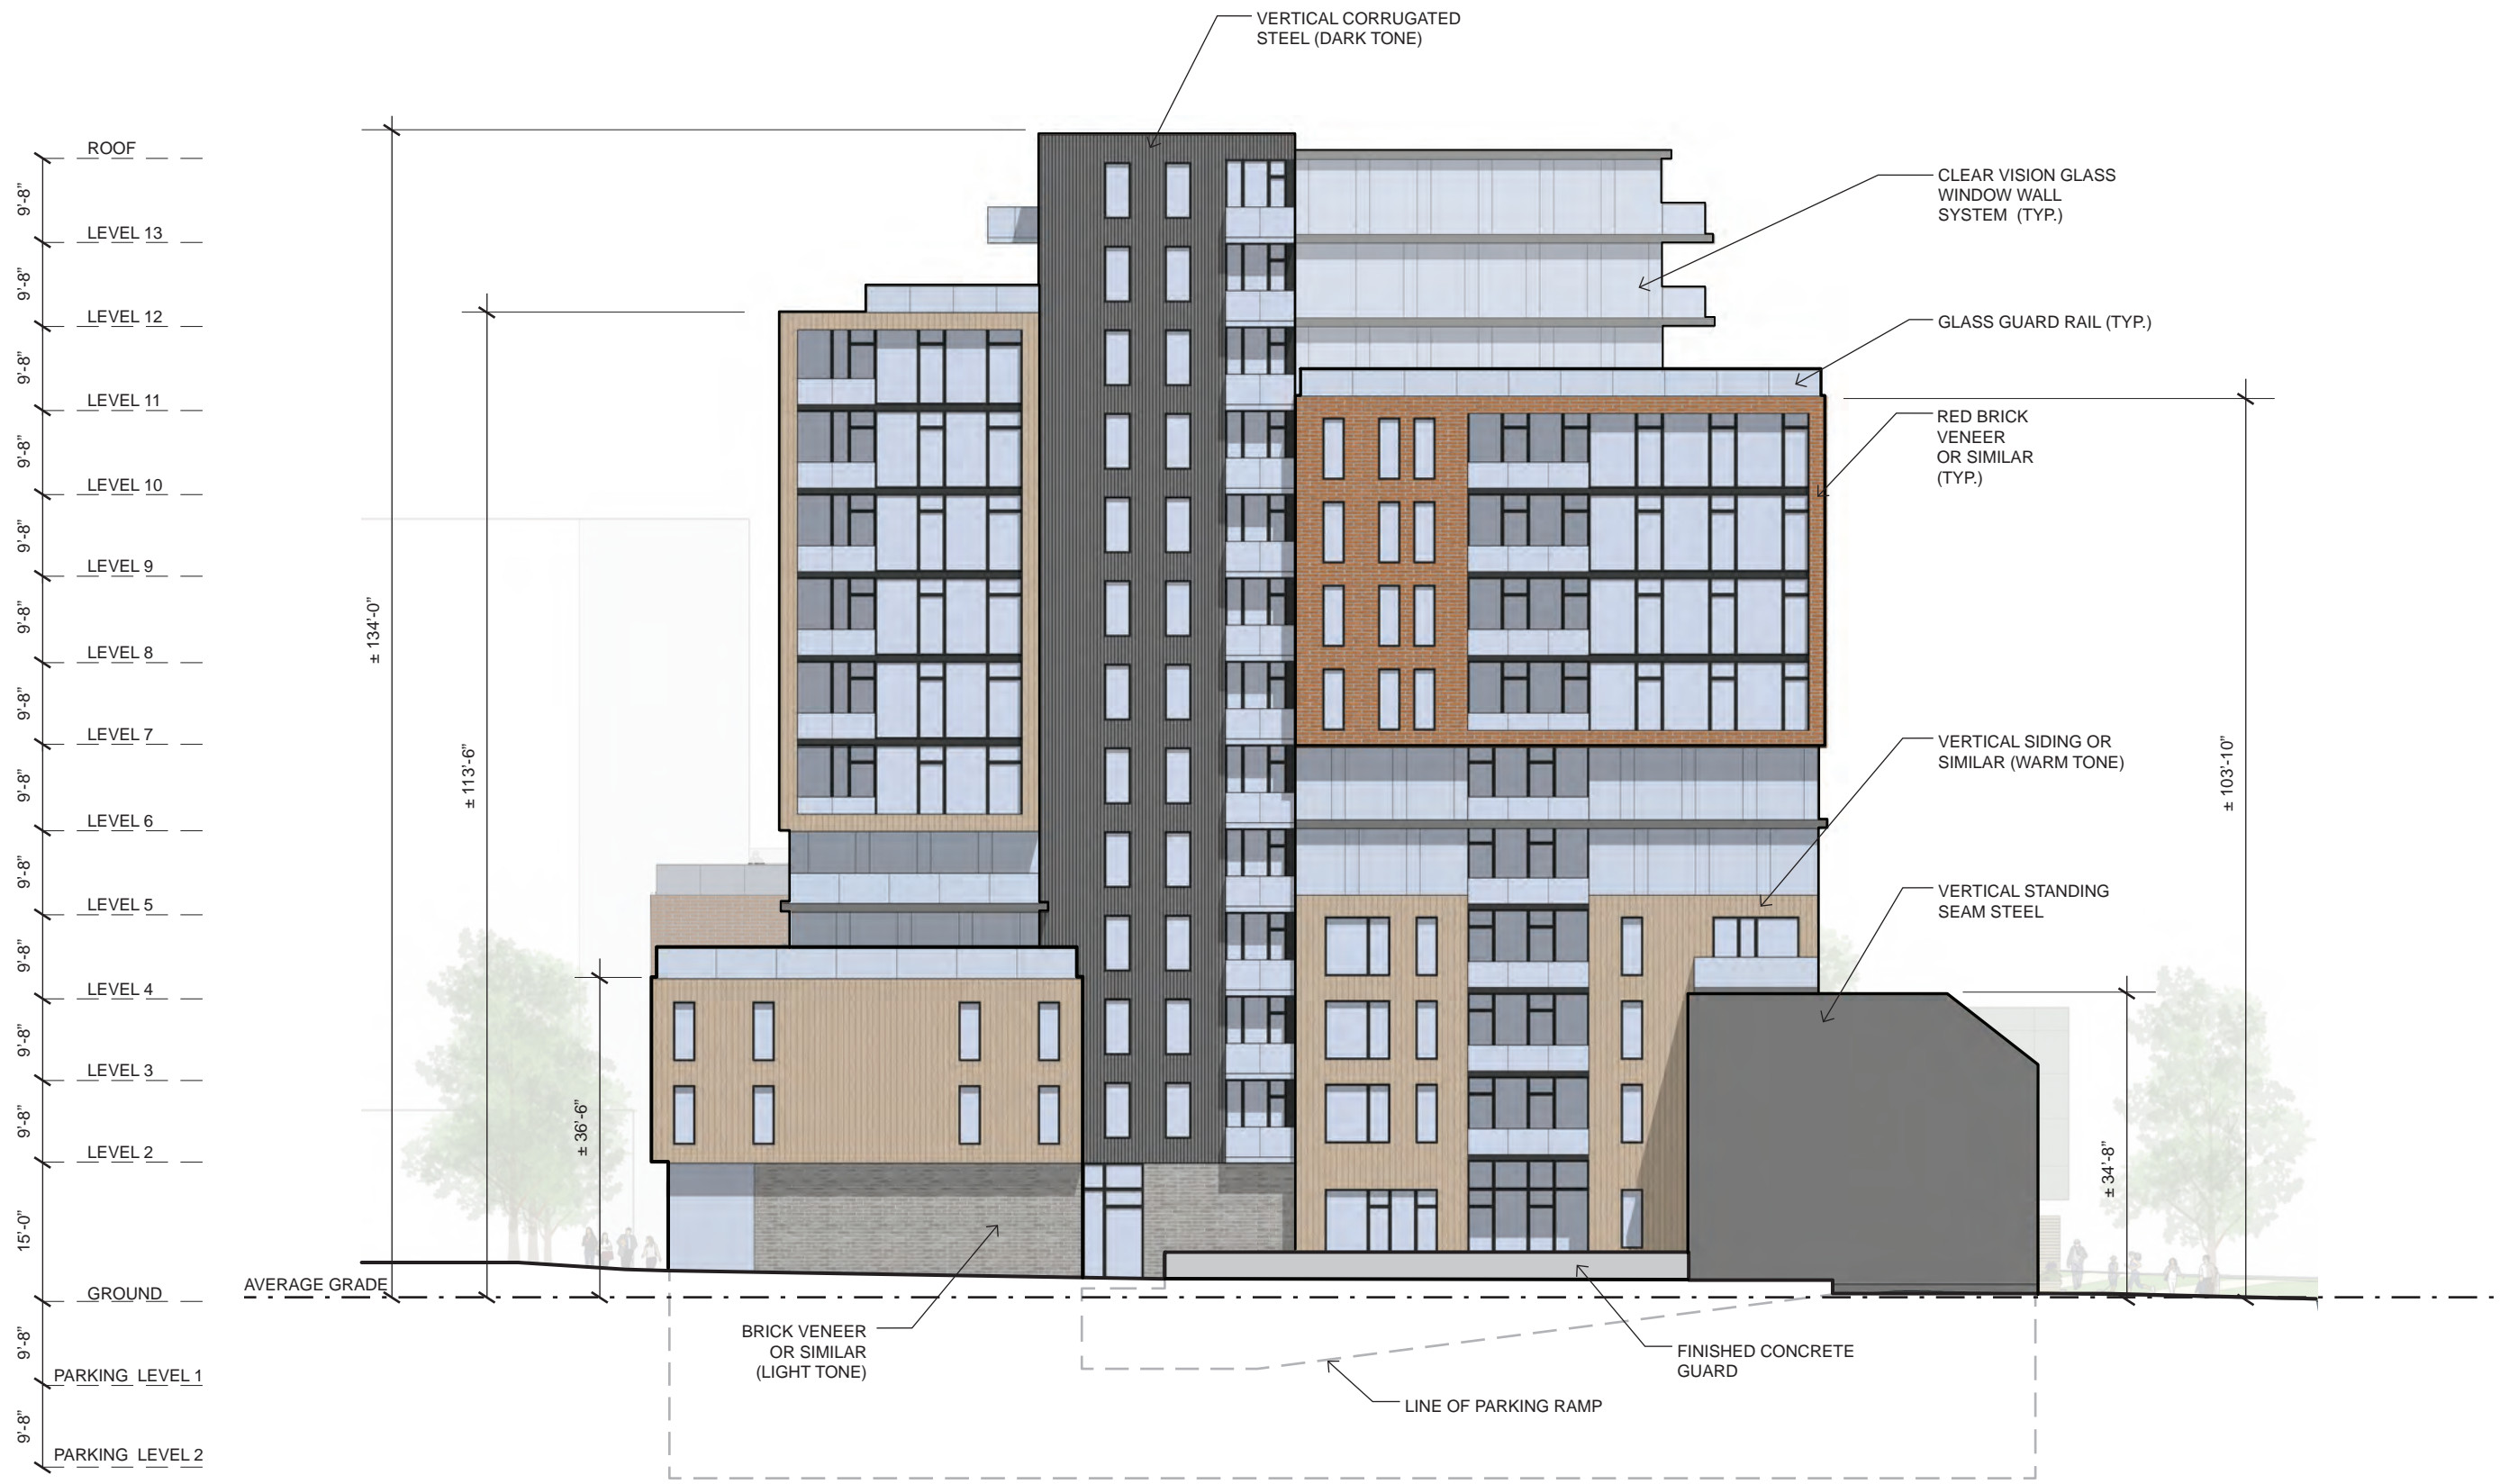 VERTICAL CORRUGATED
STEEL (DARK TONE)
ROOF
9'-8"
LEVEL 13
9'-8"
LEVEL 12
9'-8"
LEVEL 11
9'-8"
LEVEL 10
9'-8"
LEVEL 9
9'-8"
LEVEL 8
9'-8"
LEVEL 7
9'-8"
LEVEL 6
9'-8"
LEVEL 5
9'-8"
LEVEL 4
9'-8"
LEVEL 3
9'-8"
LEVEL 2
15'-0"
GROUND
9'-8"
PARKING LEVEL 1
9'-8"
PARKING LEVEL 2
± 134'-0"
± 113'-6"
± 36'-6"
AVERAGE GRADE
CLEAR VISION GLASS
WINDOW WALL
SYSTEM (TYP.)
GLASS GUARD RAIL (TYP.)
RED BRICK
VENEER
OR SIMILAR
(TYP.)
VERTICAL SIDING OR
SIMILAR (WARM TONE)
± 103'-10"
VERTICAL STANDING
SEAM STEEL
± 34'-8"
BRICK VENEER
OR SIMILAR
(LIGHT TONE)
FINISHED CONCRETE
GUARD
LINE OF PARKING RAMP